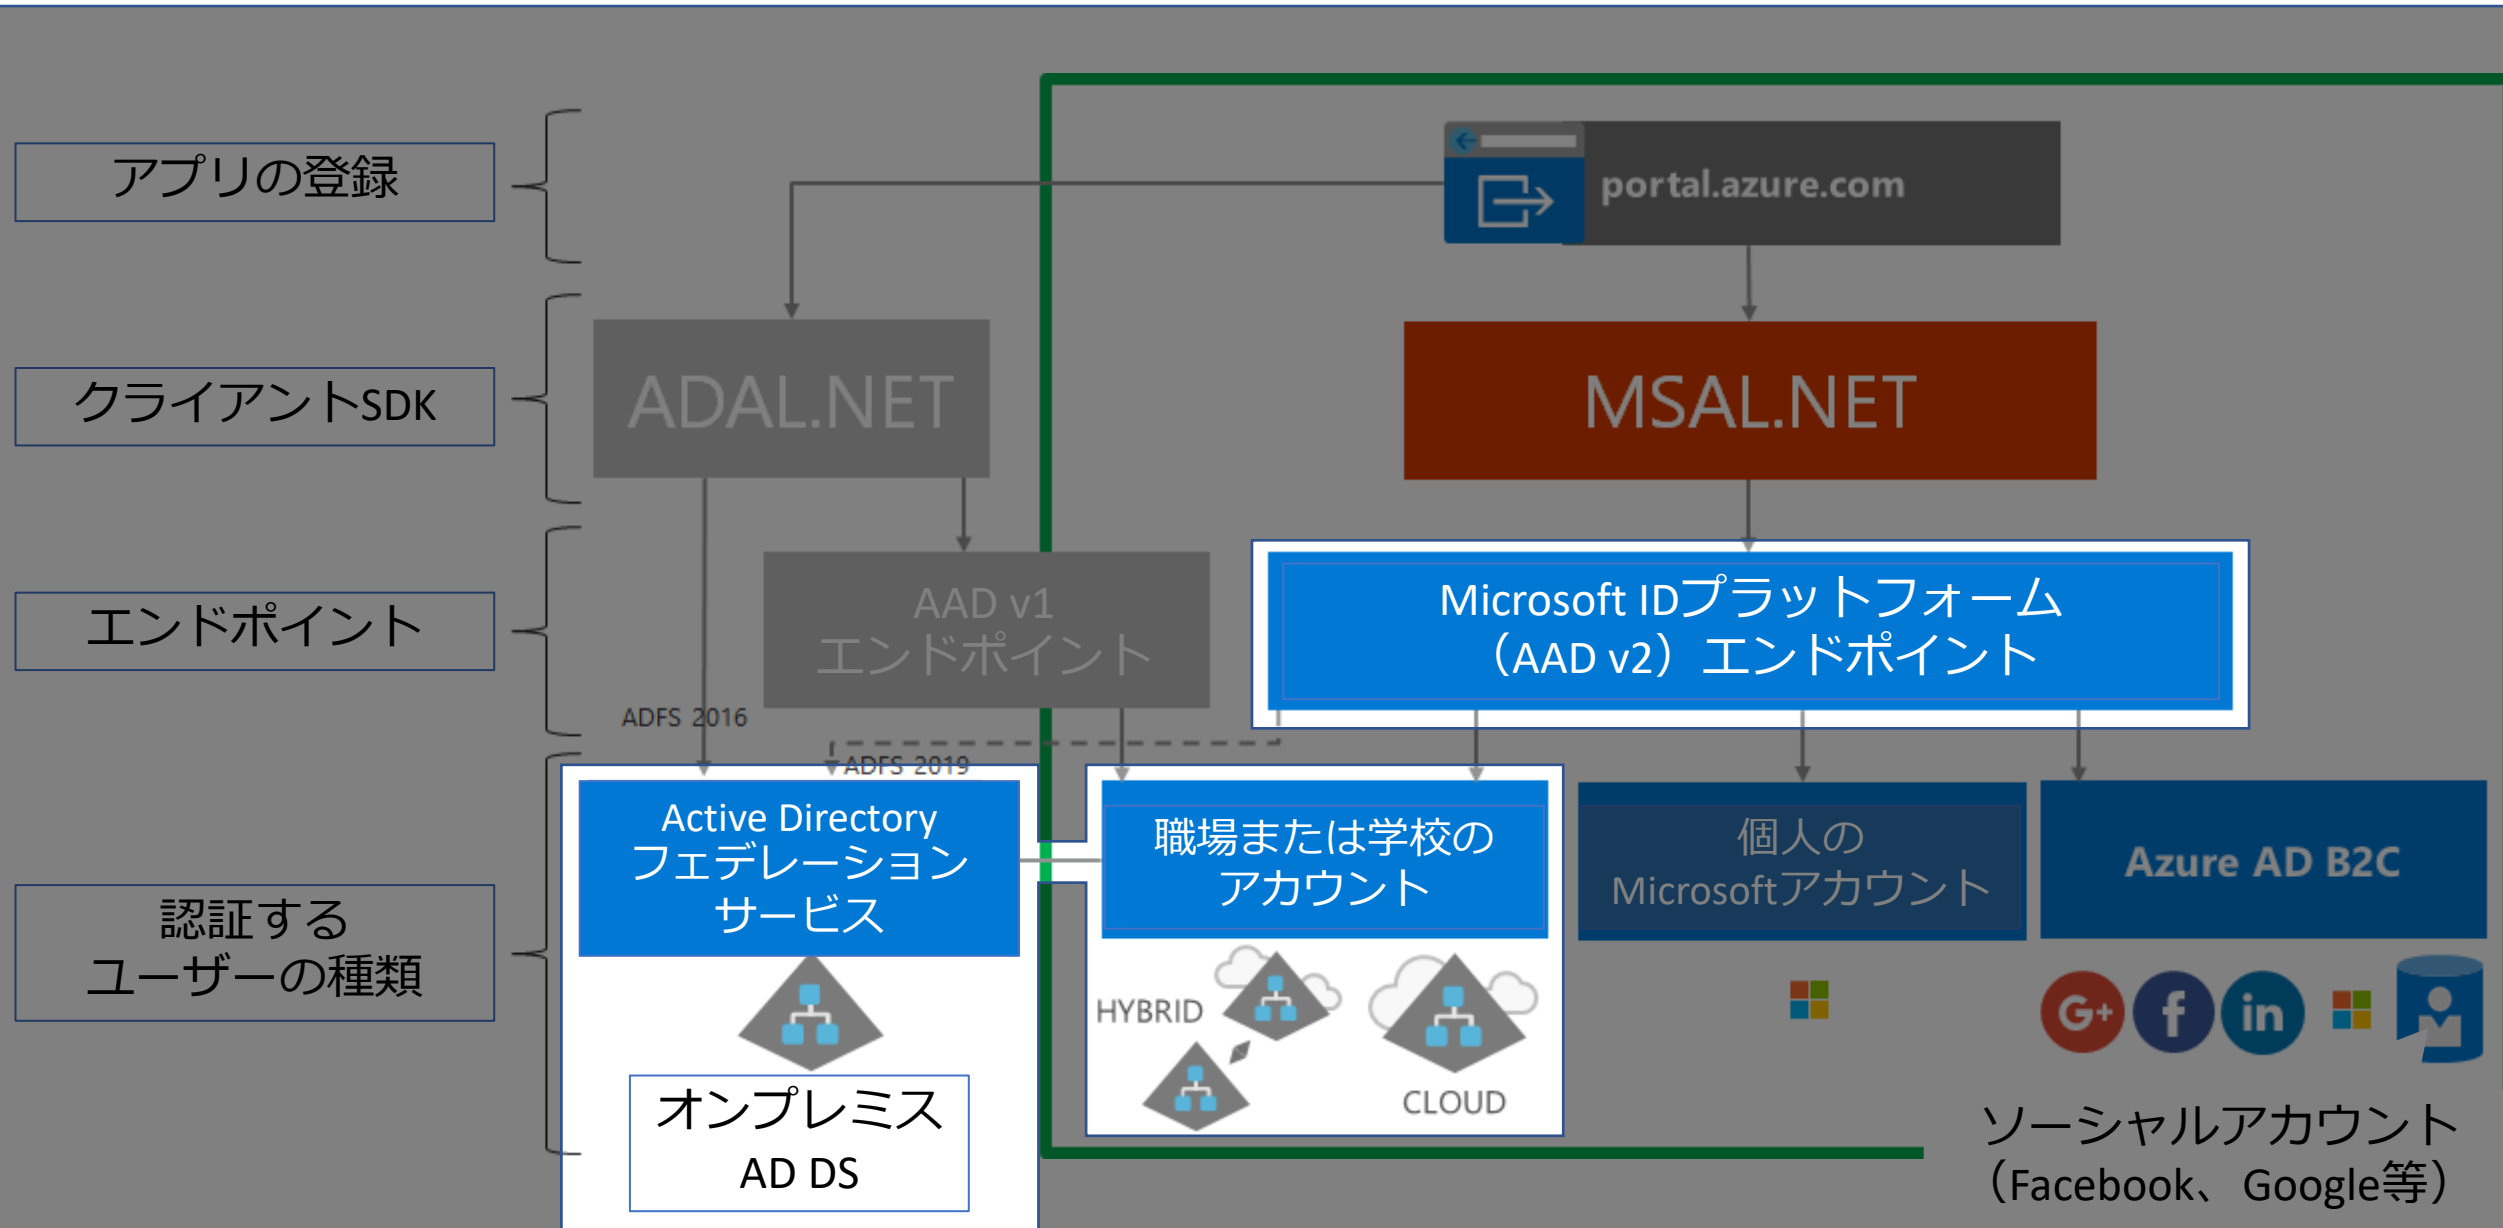 アプリの登録
portal.azure.com
クライアントSDK
ADAL.NET
MSAL.NET
エンドポイント
AAD v1
エンドポイント
Microsoft IDプラットフォーム
（AAD v2）エンドポイント
ADFS 2016
ADFS 2019
認証する
ユーザーの種類
Active Directory
フェデレーション
サービス
職場または学校の
アカウント
個人の
Microsoftアカウント
Azure AD B2C
HYBRID
CLOUD
G+
f
in
オンプレミス
AD DS
ソーシャルアカウント
（Facebook、Google等）